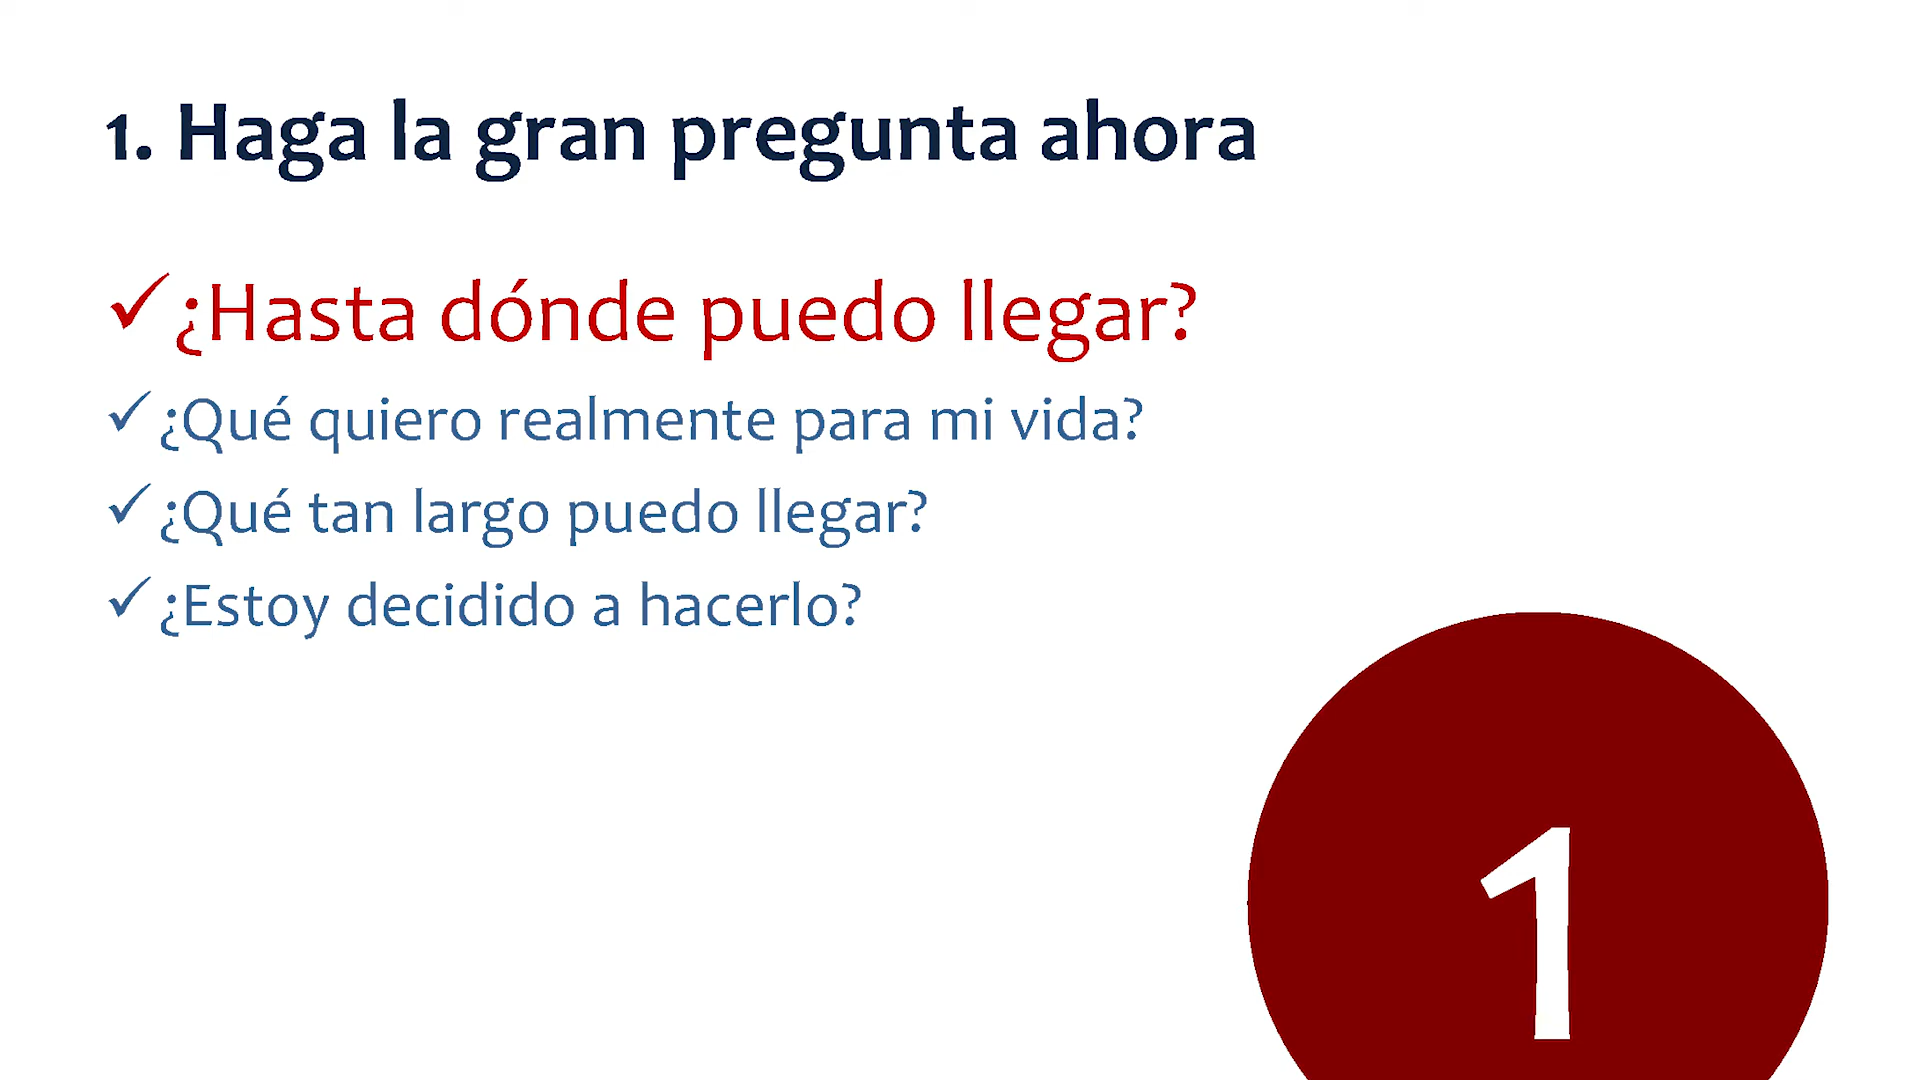 1. Haga la gran pregunta ahora
✓ ¿Hasta dónde puedo llegar?
✓ ¿Qué quiero realmente para mi vida?
✓ ¿Qué tan largo puedo llegar?
✓ ¿Estoy decidido a hacerlo?
1